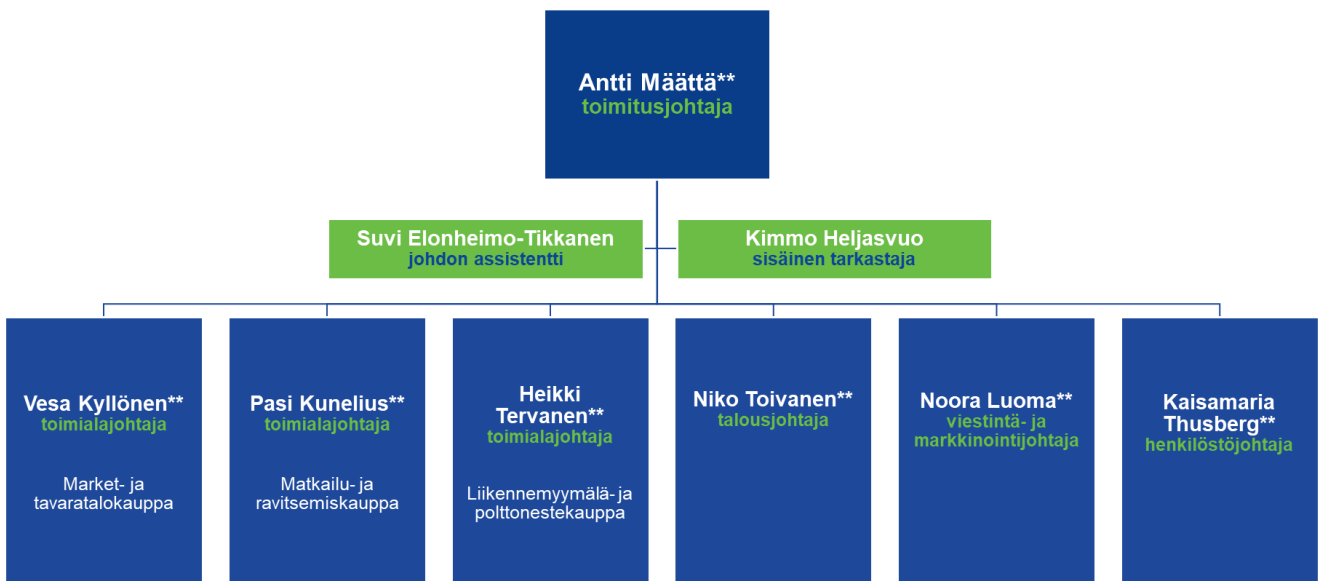 Antti Määttä**
toimitusjohtaja
Suvi Elonheimo-Tikkanen
johdon assistentti
Kimmo Heljasvuo
sisäinen tarkastaja
Vesa Kyllönen**
toimialajohtaja
Market- ja
tavaratalokauppa
Pasi Kunelius**
toimialajohtaja
Matkailu- ja
ravitsemiskauppa
Heikki
Tervanen**
toimialajohtaja
Liikennemyymälä- ja
polttonestekauppa
Niko Toivanen**
talousjohtaja
Noora Luoma**
viestintä- ja
markkinointijohtaja
Kaisamaria
Thusberg**
henkilöstöjohtaja